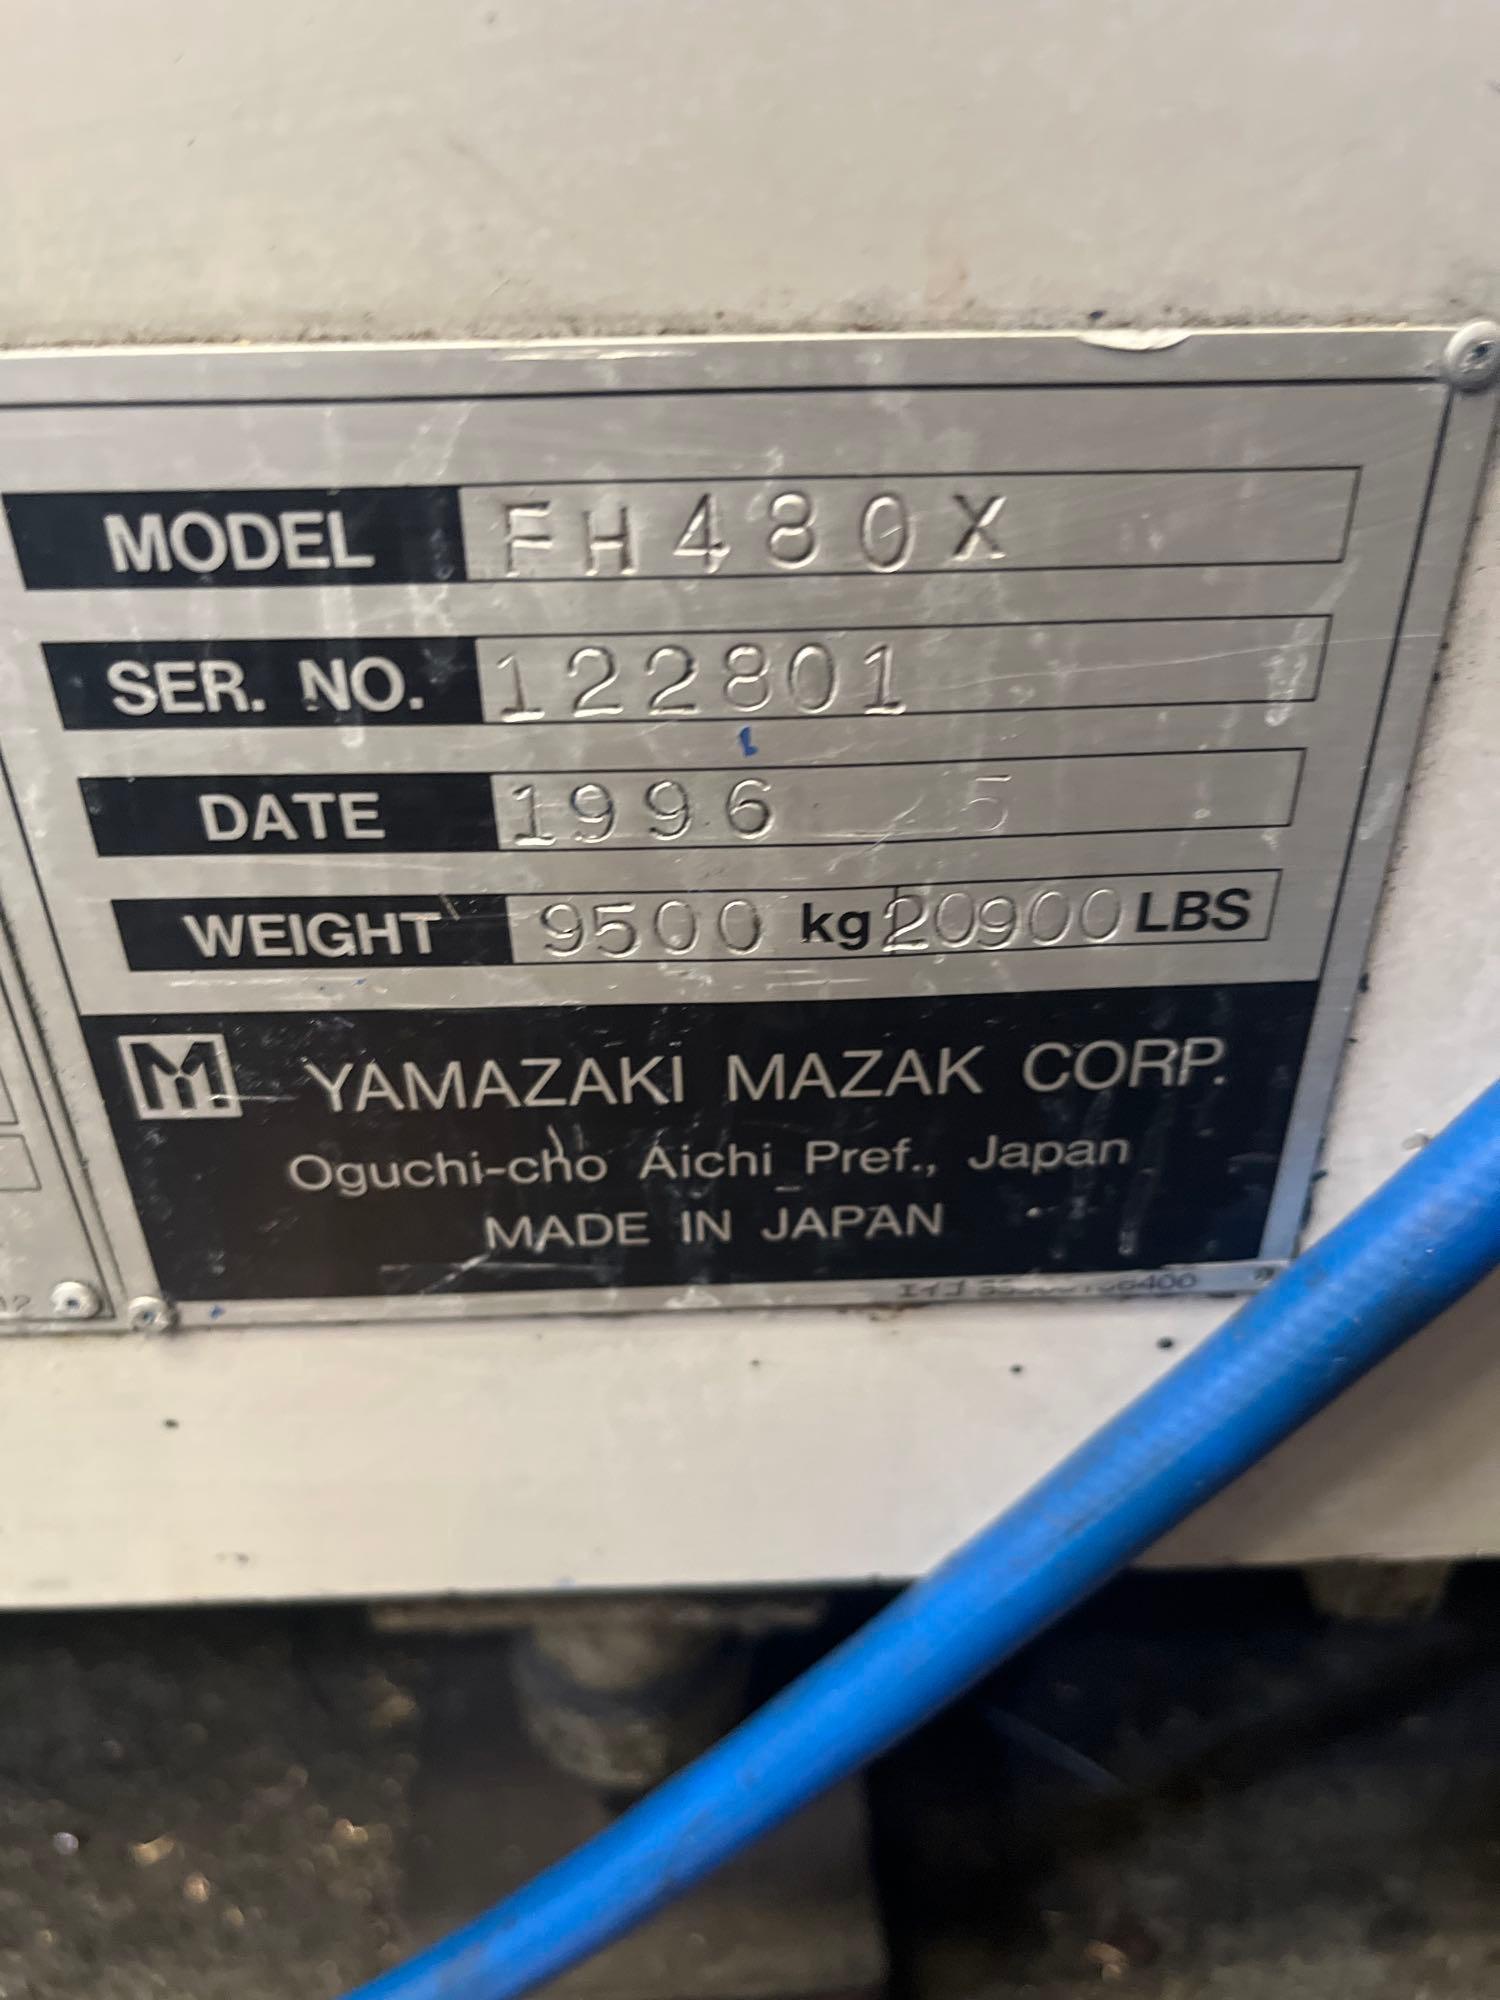 MODEL FH480X
SER. NO. 122801
DATE 1996 5
WEIGHT 9500 kg 20900 LBS
YAMAZAKI MAZAK CORP.
Oguchi-cho Aichi Pref., Japan
MADE IN JAPAN